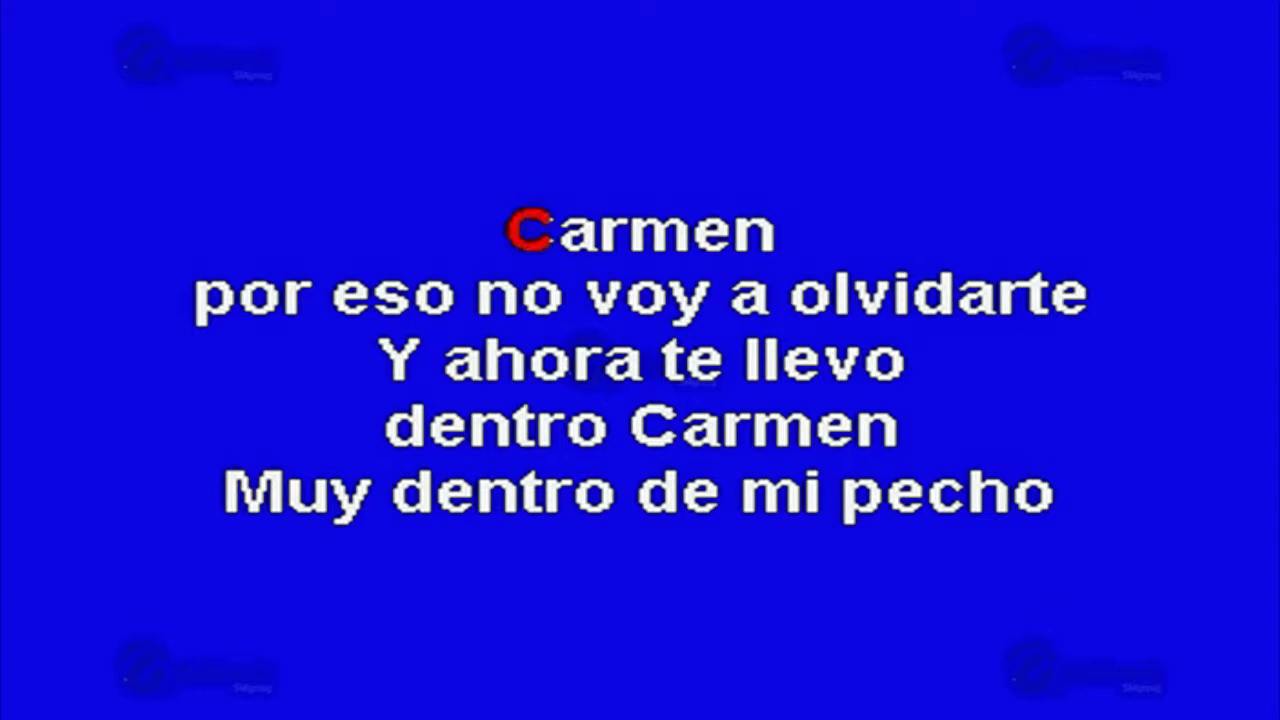 Carmen
por eso no voy a olvidarte
Y ahora te llevo
dentro Carmen
Muy dentro de mi pecho